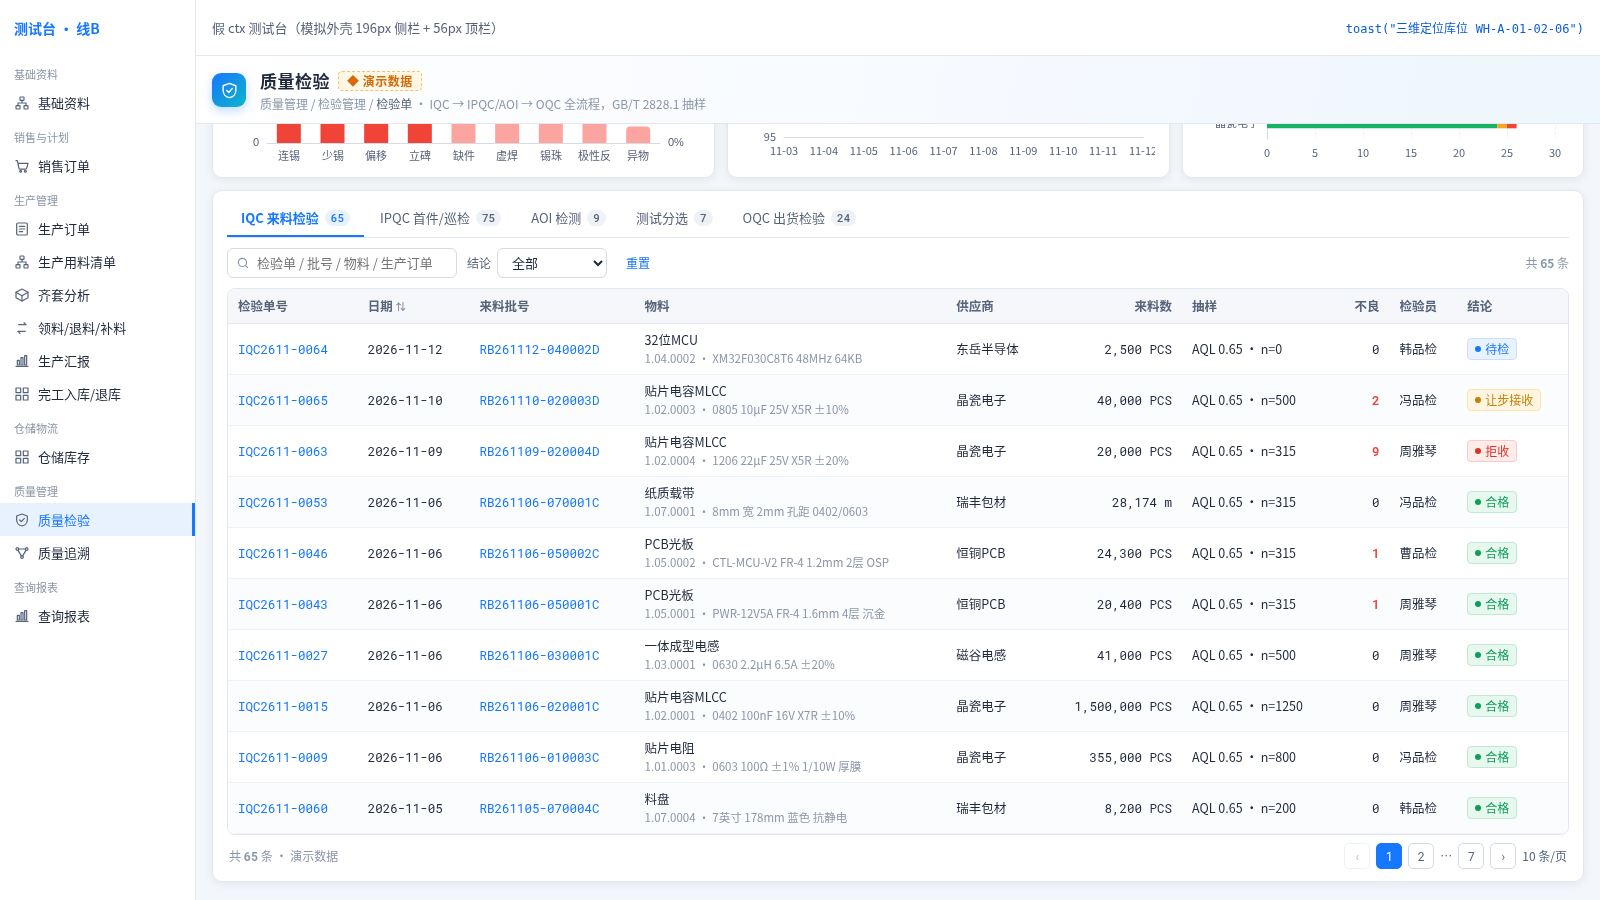 测试台 · 线B
假 ctx 测试台（模拟外壳 196px 侧栏 + 56px 顶栏）
toast("三维定位库位 WH-A-01-02-06")
基础资料
基础资料
销售与计划
销售订单
生产管理
生产订单
生产用料清单
齐套分析
领料/退料/补料
生产汇报
完工入库/退库
仓储物流
仓储库存
质量管理
质量检验
质量追溯
查询报表
查询报表
质量检验 ◆ 演示数据
质量管理 / 检验管理 / 检验单 · IQC → IPQC/AOI → OQC 全流程，GB/T 2828.1 抽样
0 连锡 少锡 偏移 立碑 缺件 虚焊 锡珠 极性反 异物 0%
95
11-03 11-04 11-05 11-06 11-07 11-08 11-09 11-10 11-11 11-12
晶瓷电子
0 5 10 15 20 25 30
IQC 来料检验 65 IPQC 首件/巡检 75 AOI 检测 9 测试分选 7 OQC 出货检验 24
检验单 / 批号 / 物料 / 生产订单 结论 全部 重置 共 65 条
检验单号 日期 ⇅ 来料批号 物料 供应商 来料数 抽样 不良 检验员 结论
IQC2611-0064 2026-11-12 RB261112-040002D 32位MCU 东岳半导体 2,500 PCS AQL 0.65 · n=0 0 韩品检 待检
1.04.0002 · XM32F030C8T6 48MHz 64KB
IQC2611-0065 2026-11-10 RB261110-020003D 贴片电容MLCC 晶瓷电子 40,000 PCS AQL 0.65 · n=500 2 冯品检 让步接收
1.02.0003 · 0805 10μF 25V X5R ±10%
IQC2611-0063 2026-11-09 RB261109-020004D 贴片电容MLCC 晶瓷电子 20,000 PCS AQL 0.65 · n=315 9 周雅琴 拒收
1.02.0004 · 1206 22μF 25V X5R ±20%
IQC2611-0053 2026-11-06 RB261106-070001C 纸质载带 瑞丰包材 28,174 m AQL 0.65 · n=315 0 冯品检 合格
1.07.0001 · 8mm 宽 2mm 孔距 0402/0603
IQC2611-0046 2026-11-06 RB261106-050002C PCB光板 恒铜PCB 24,300 PCS AQL 0.65 · n=315 1 曹品检 合格
1.05.0002 · CTL-MCU-V2 FR-4 1.2mm 2层 OSP
IQC2611-0043 2026-11-06 RB261106-050001C PCB光板 恒铜PCB 20,400 PCS AQL 0.65 · n=315 1 周雅琴 合格
1.05.0001 · PWR-12V5A FR-4 1.6mm 4层 沉金
IQC2611-0027 2026-11-06 RB261106-030001C 一体成型电感 磁谷电感 41,000 PCS AQL 0.65 · n=500 0 周雅琴 合格
1.03.0001 · 0630 2.2μH 6.5A ±20%
IQC2611-0015 2026-11-06 RB261106-020001C 贴片电容MLCC 晶瓷电子 1,500,000 PCS AQL 0.65 · n=1250 0 周雅琴 合格
1.02.0001 · 0402 100nF 16V X7R ±10%
IQC2611-0009 2026-11-06 RB261106-010003C 贴片电阻 晶瓷电子 355,000 PCS AQL 0.65 · n=800 0 冯品检 合格
1.01.0003 · 0603 100Ω ±1% 1/10W 厚膜
IQC2611-0060 2026-11-05 RB261105-070004C 料盘 瑞丰包材 8,200 PCS AQL 0.65 · n=200 0 韩品检 合格
1.07.0004 · 7英寸 178mm 蓝色 抗静电
共 65 条 · 演示数据 ‹ 1 2 ··· 7 › 10 条/页